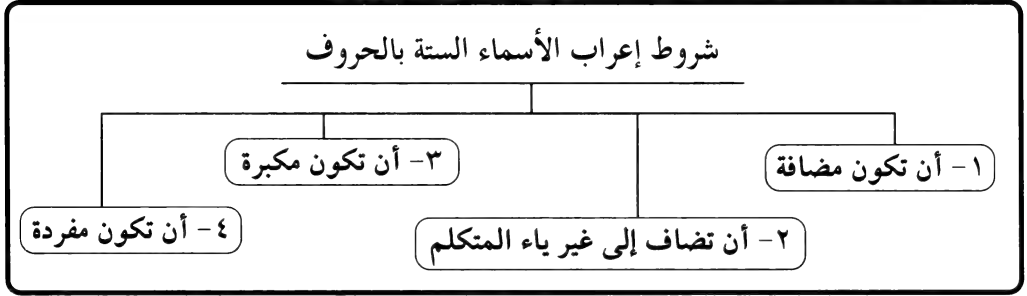 شروط إعراب الأسماء الستة بالحروف
١- أن تكون مضافة
٢- أن تضاف إلى غير ياء المتكلم
٣- أن تكون مكبرة
٤- أن تكون مفردة